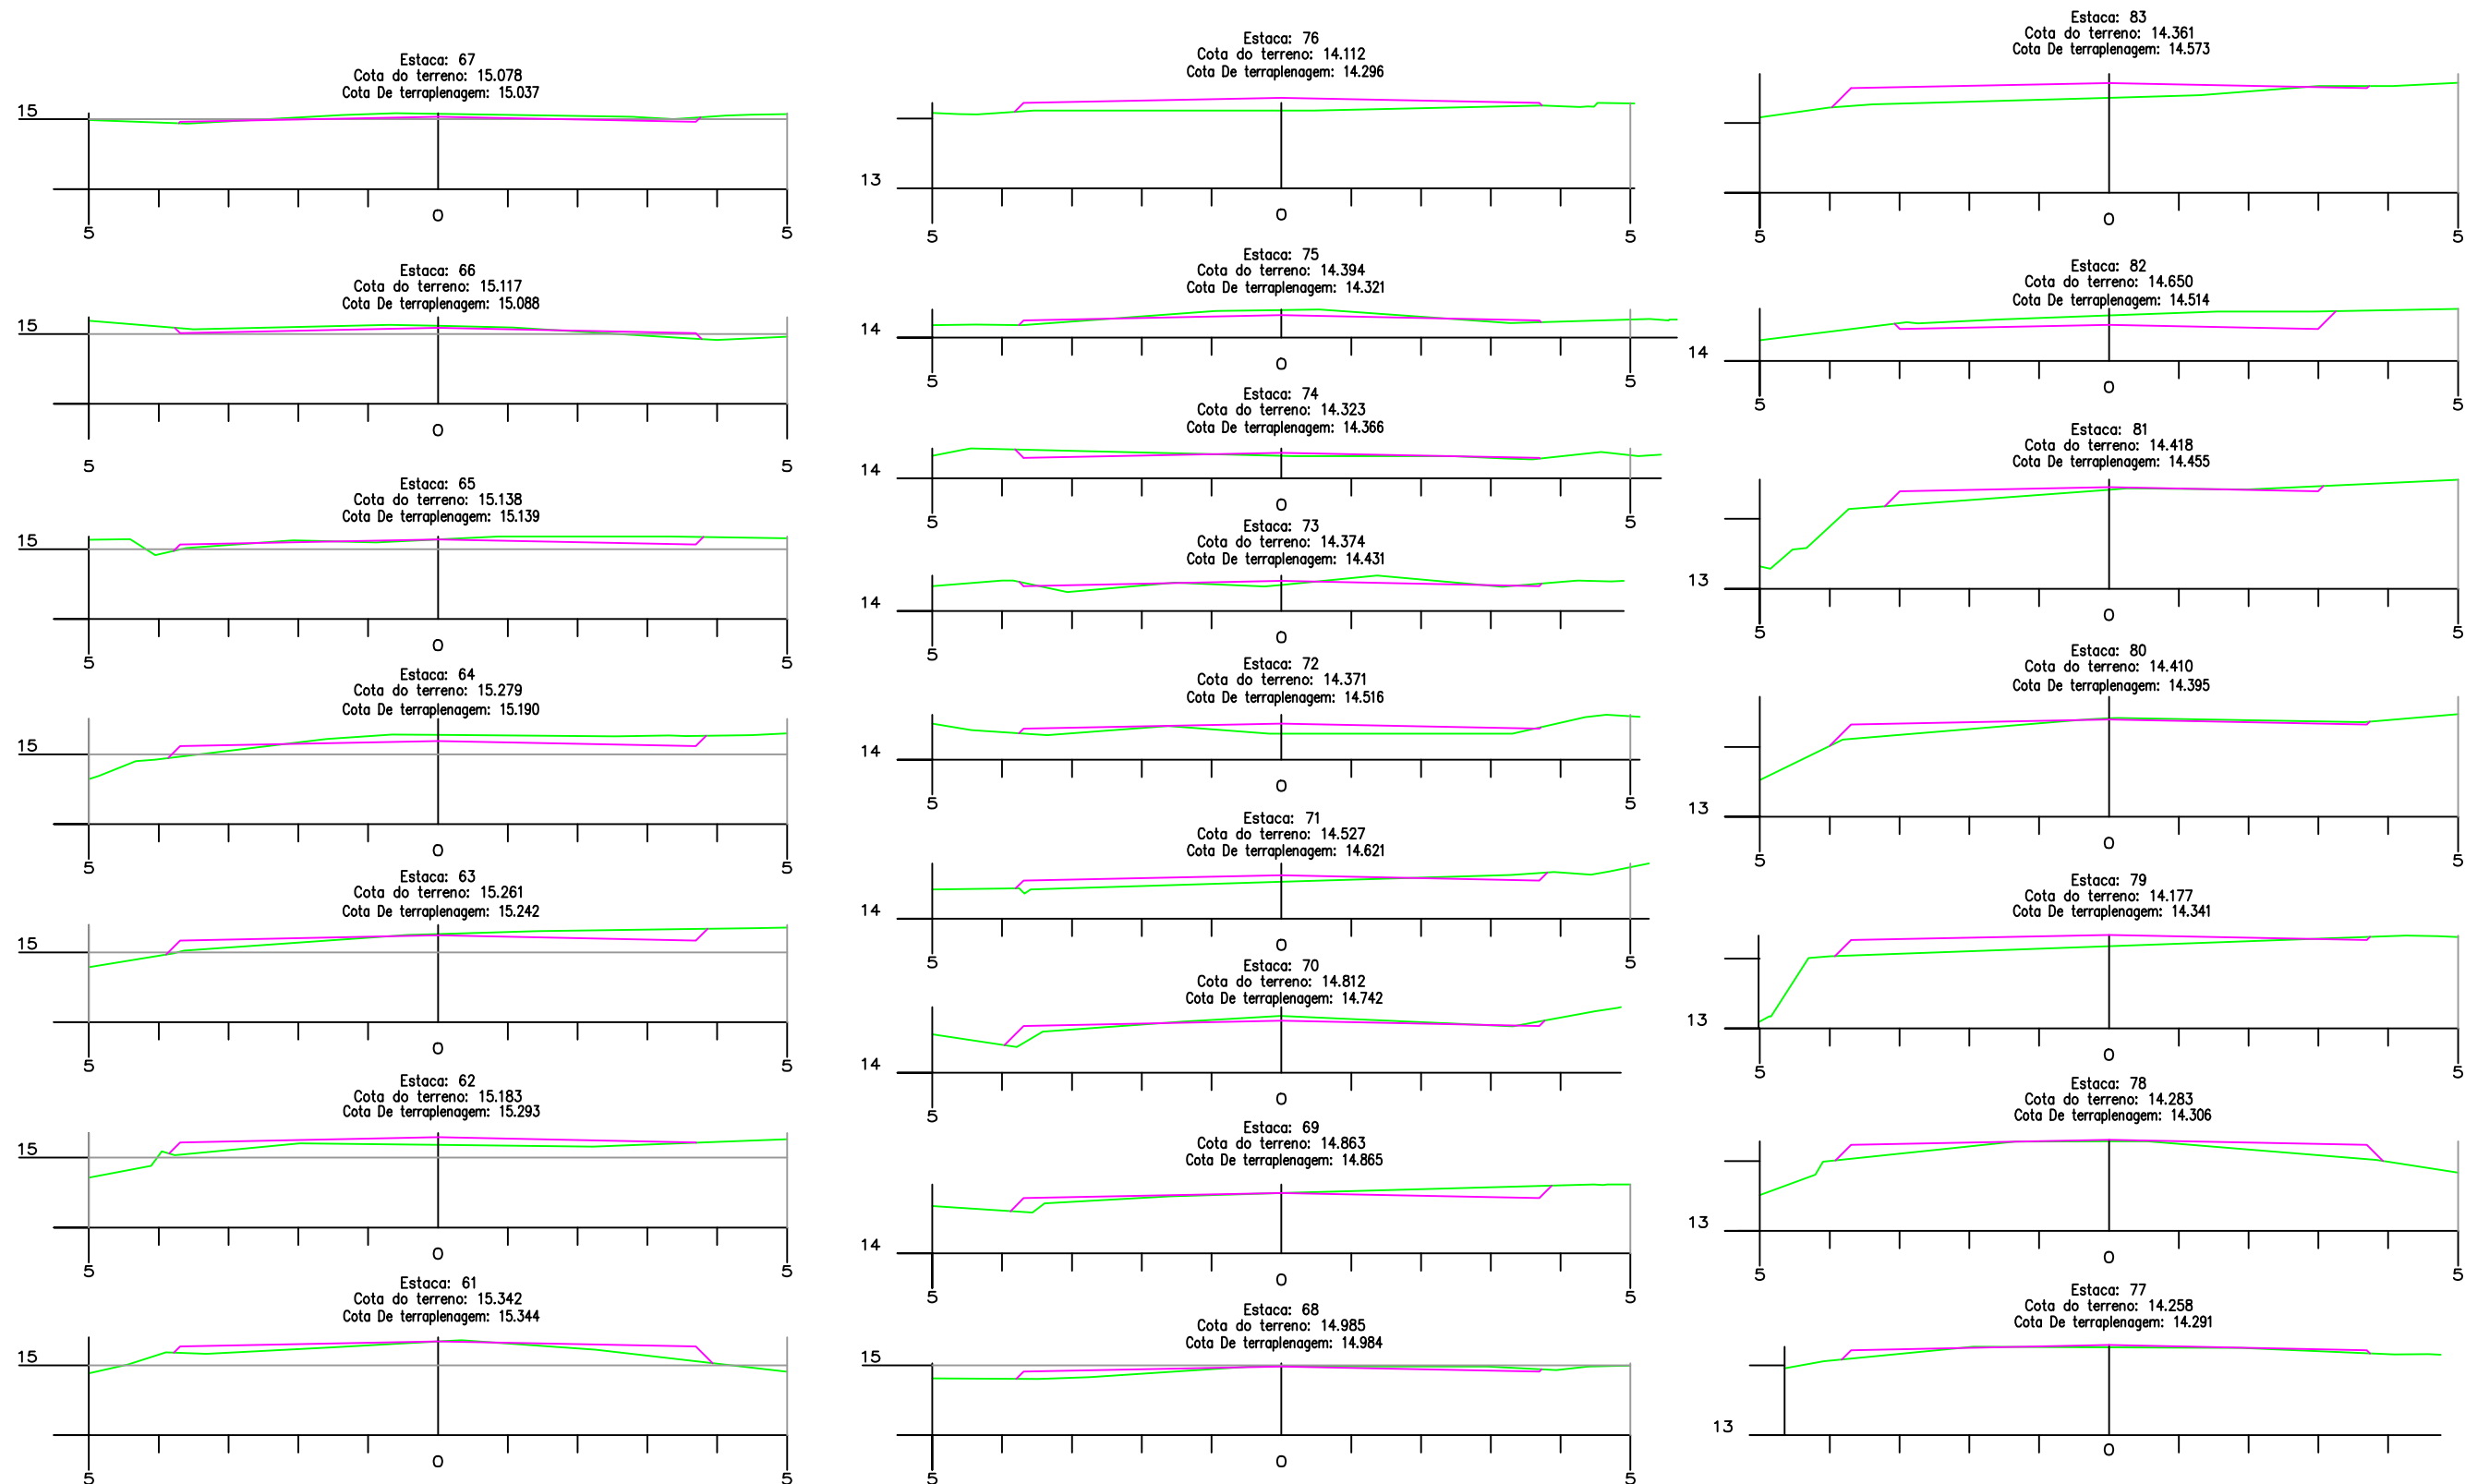 Estaca: 67
Cota do terreno: 15.078
Cota De terraplenagem: 15.037
15
0
5 5
Estaca: 66
Cota do terreno: 15.117
Cota De terraplenagem: 15.088
15
0
5 5
Estaca: 65
Cota do terreno: 15.138
Cota De terraplenagem: 15.139
15
0
5 5
Estaca: 64
Cota do terreno: 15.279
Cota De terraplenagem: 15.190
15
0
5 5
Estaca: 63
Cota do terreno: 15.261
Cota De terraplenagem: 15.242
15
0
5 5
Estaca: 62
Cota do terreno: 15.183
Cota De terraplenagem: 15.293
15
0
5 5
Estaca: 61
Cota do terreno: 15.342
Cota De terraplenagem: 15.344
15
0
5 5
Estaca: 76
Cota do terreno: 14.112
Cota De terraplenagem: 14.296
13
0
5 5
Estaca: 75
Cota do terreno: 14.394
Cota De terraplenagem: 14.321
14
0
5 5
Estaca: 74
Cota do terreno: 14.323
Cota De terraplenagem: 14.366
14
0
5 5
Estaca: 73
Cota do terreno: 14.374
Cota De terraplenagem: 14.431
14
0
5
Estaca: 72
Cota do terreno: 14.371
Cota De terraplenagem: 14.516
14
0
5 5
Estaca: 71
Cota do terreno: 14.527
Cota De terraplenagem: 14.621
14
0
5 5
Estaca: 70
Cota do terreno: 14.812
Cota De terraplenagem: 14.742
14
0
5
Estaca: 69
Cota do terreno: 14.863
Cota De terraplenagem: 14.865
14
0
5 5
Estaca: 68
Cota do terreno: 14.985
Cota De terraplenagem: 14.984
15
0
5 5
Estaca: 83
Cota do terreno: 14.361
Cota De terraplenagem: 14.573
0
5 5
Estaca: 82
Cota do terreno: 14.650
Cota De terraplenagem: 14.514
14
0
5 5
Estaca: 81
Cota do terreno: 14.418
Cota De terraplenagem: 14.455
13
0
5 5
Estaca: 80
Cota do terreno: 14.410
Cota De terraplenagem: 14.395
13
0
5 5
Estaca: 79
Cota do terreno: 14.177
Cota De terraplenagem: 14.341
13
0
5 5
Estaca: 78
Cota do terreno: 14.283
Cota De terraplenagem: 14.306
13
0
5 5
Estaca: 77
Cota do terreno: 14.258
Cota De terraplenagem: 14.291
13
0